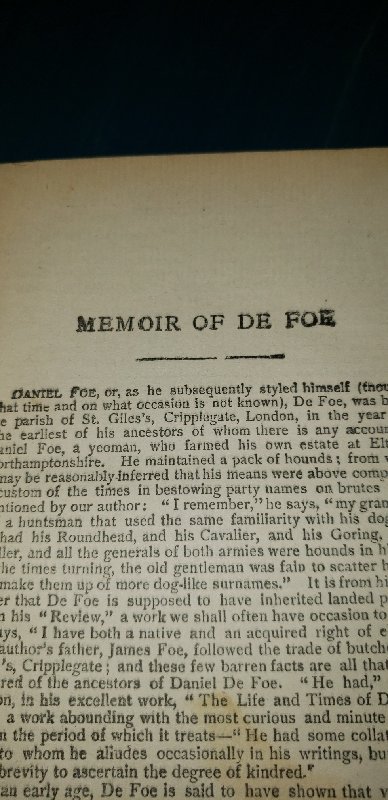 MEMOIR OF DE FOE
DANIEL FOE, or, as he subsequently styled himself
hat time and on what occasion is not known), De Foe, was
parish of St. Giles's, Cripplegate, London, in the year
he earliest of his ancestors of whom there is any
aniel Foe, a yeoman, who farmed his own estate at
orthamptonshire. He maintained a pack of hounds; from
may be reasonably inferred that his means were above
custom of the times in bestowing party names on brutes
ntioned by our author: "I remember," he says, "my
a huntsman that used the same familiarity with his
had his Roundhead, and his Cavalier, and his Goring,
ller, and all the generals of both armies were hounds in
he times turning, the old gentleman was fain to scatter
make them up of more dog-like surnames." It is from
er that De Foe is supposed to have inherited landed
his "Review," a work we shall often have occasion to
ays, "I have both a native and an acquired right of
author's father, James Foe, followed the trade of
's, Cripplegate; and these few barren facts are all
red of the ancestors of Daniel De Foe. "He had,"
on, in his excellent work, "The Life and Times of
a work abounding with the most curious and minute
n the period of which it treats—"He had some
to whom he alludes occasionally in his writings,
brevity to ascertain the degree of kindred."
an early age, De Foe is said to have shown that